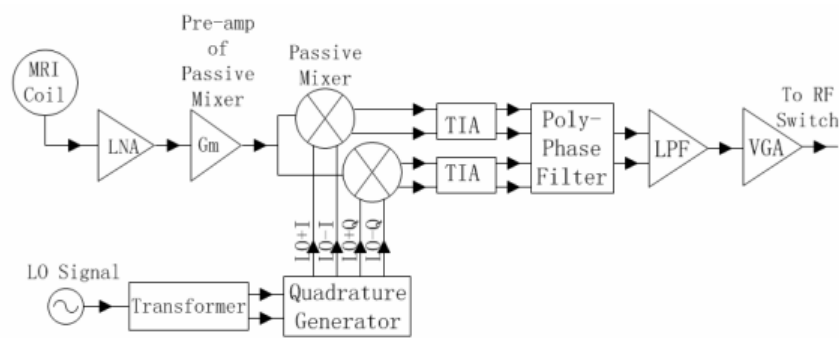 Pre-amp
of
Passive
Mixer
Passive
Mixer
MRI
Coil
LNA
Gm
TIA
TIA
Poly-
Phase
Filter
LPF
VGA
To RF
Switch
LO+I
LO-I
LO+Q
LO-Q
LO Signal
Transformer
Quadrature
Generator